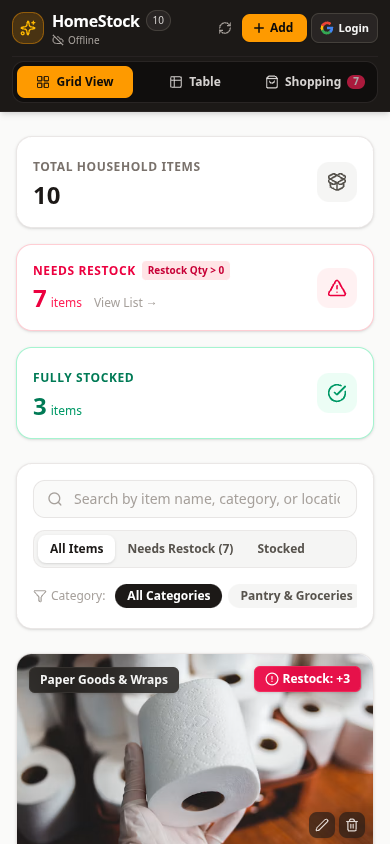 HomeStock 10
Offline
Add
Login
Grid View
Table
Shopping 7
TOTAL HOUSEHOLD ITEMS
10
NEEDS RESTOCK Restock Qty > 0
7 items View List →
FULLY STOCKED
3 items
Search by item name, category, or locatic
All Items Needs Restock (7) Stocked
Category: All Categories Pantry & Groceries
Paper Goods & Wraps
Restock: +3